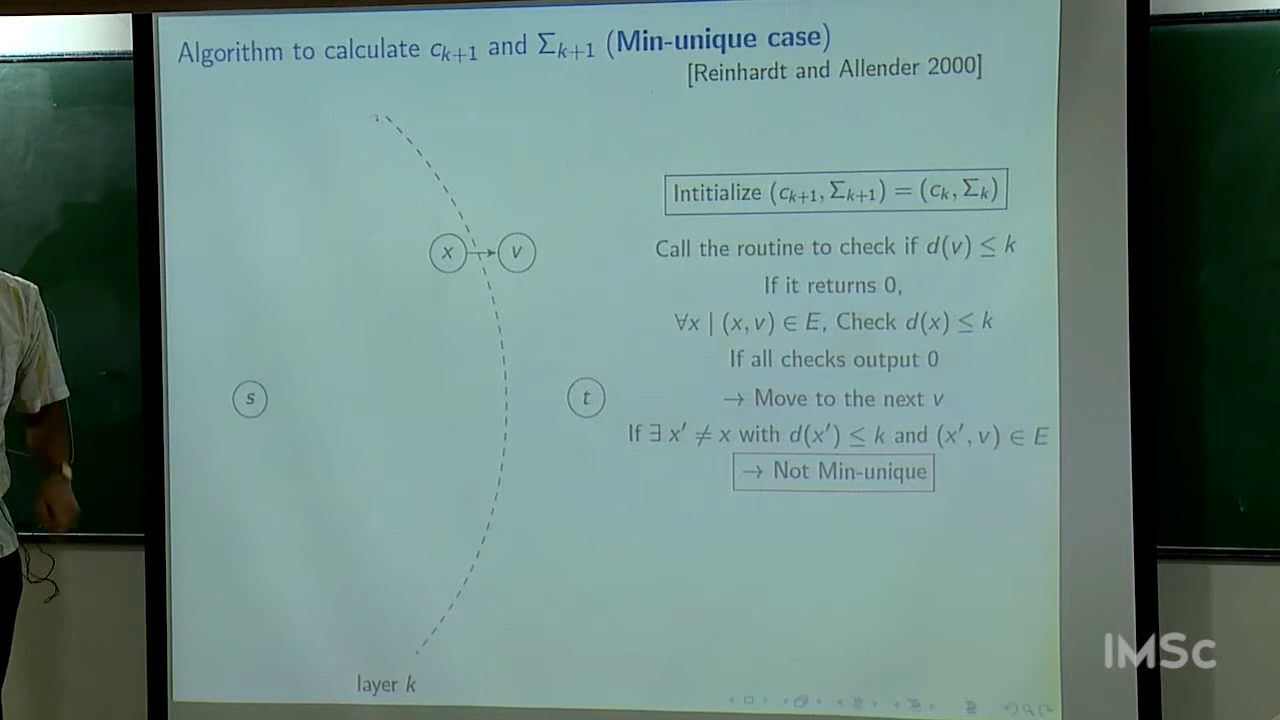 Algorithm to calculate c_{k+1} and Σ_{k+1} (Min-unique case)
[Reinhardt and Allender 2000]
Intitialize (c_{k+1}, Σ_{k+1}) = (c_k, Σ_k)
Call the routine to check if d(v) ≤ k
If it returns 0,
∀x | (x, v) ∈ E, Check d(x) ≤ k
If all checks output 0
→ Move to the next v
If ∃ x′ ≠ x with d(x′) ≤ k and (x′, v) ∈ E
→ Not Min-unique
x
v
s
t
layer k
IMSc